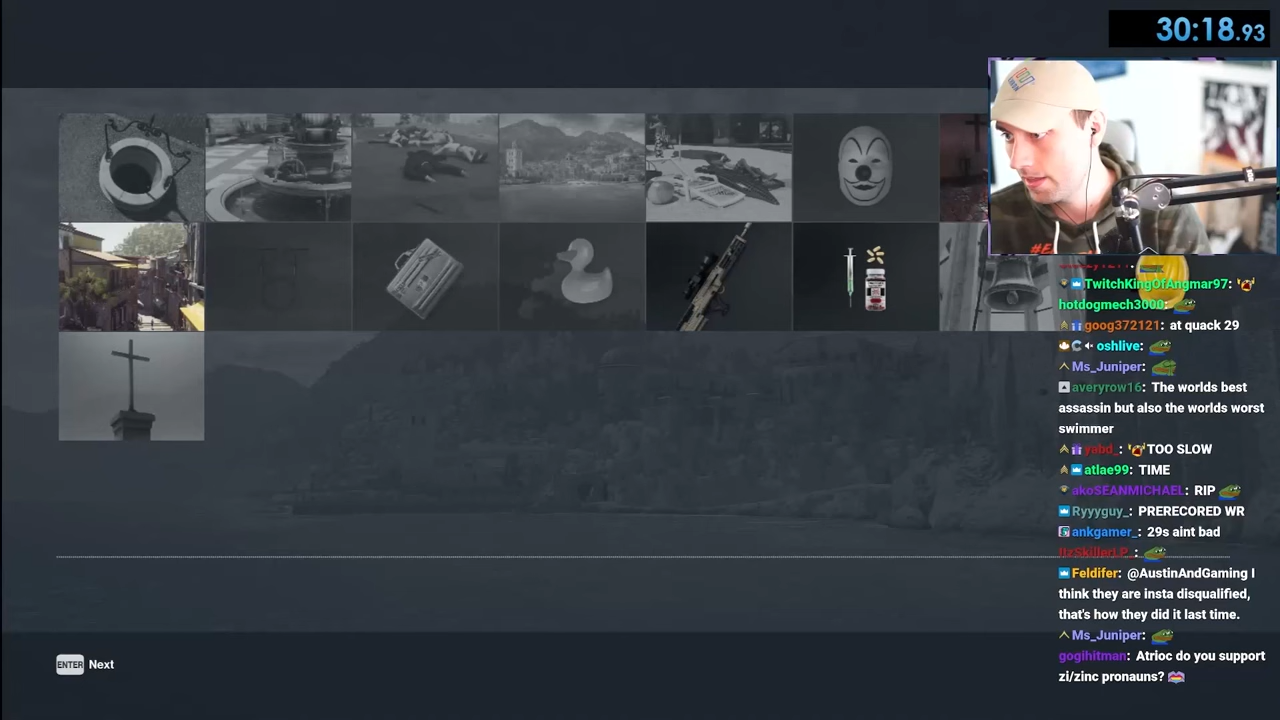 30:18.93
TwitchKingOfAngmar97:
hotdogmech3000:
goog372121: at quack 29
oshlive:
Ms_Juniper:
averyrow16: The worlds best
assassin but also the worlds worst
swimmer
yabd_: TOO SLOW
atlae99: TIME
akoSEANMICHAEL: RIP
Ryyyguy_: PRERECORED WR
ankgamer_: 29s aint bad
ItzSkillerLP_:
Feldifer: @AustinAndGaming I
think they are insta disqualified,
that's how they did it last time.
Ms_Juniper:
gogihitman: Atrioc do you support
zi/zinc pronauns?
ENTER Next